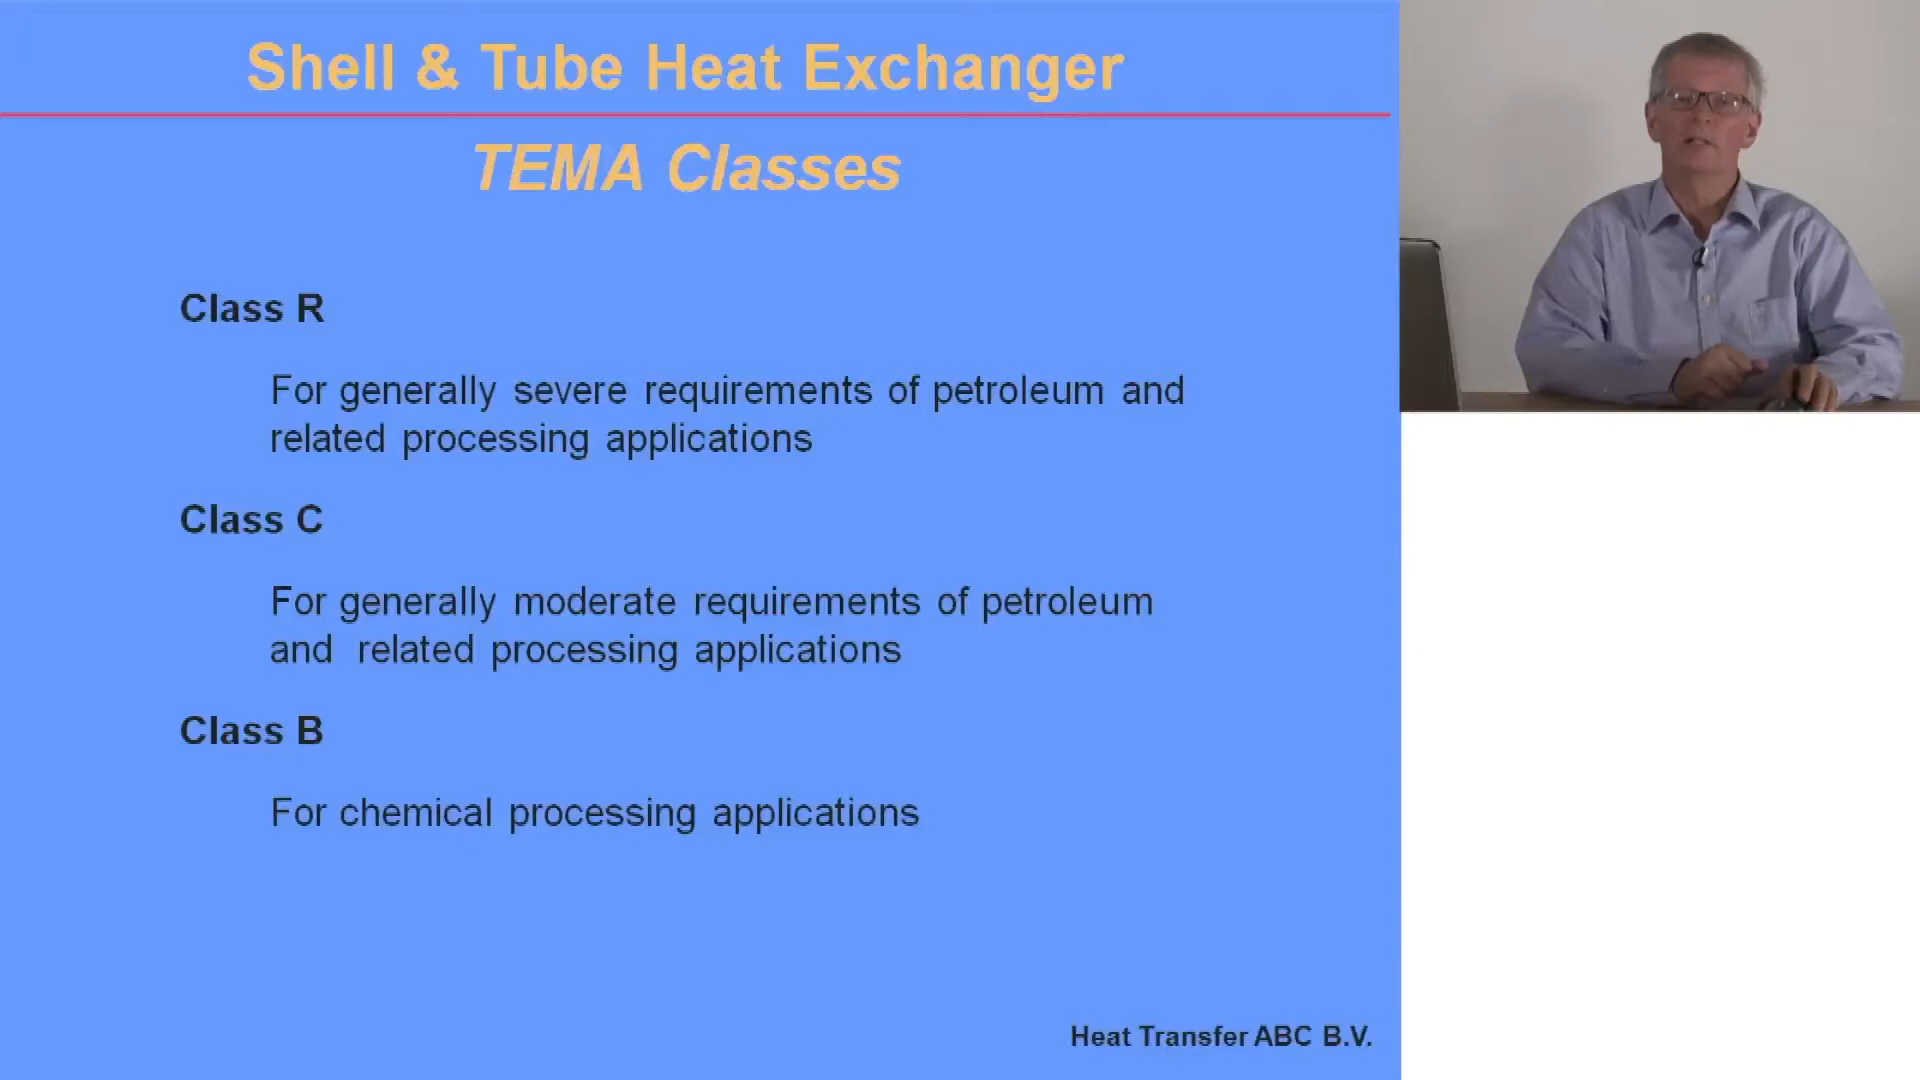 Shell & Tube Heat Exchanger
TEMA Classes
Class R
For generally severe requirements of petroleum and
related processing applications
Class C
For generally moderate requirements of petroleum
and related processing applications
Class B
For chemical processing applications
Heat Transfer ABC B.V.